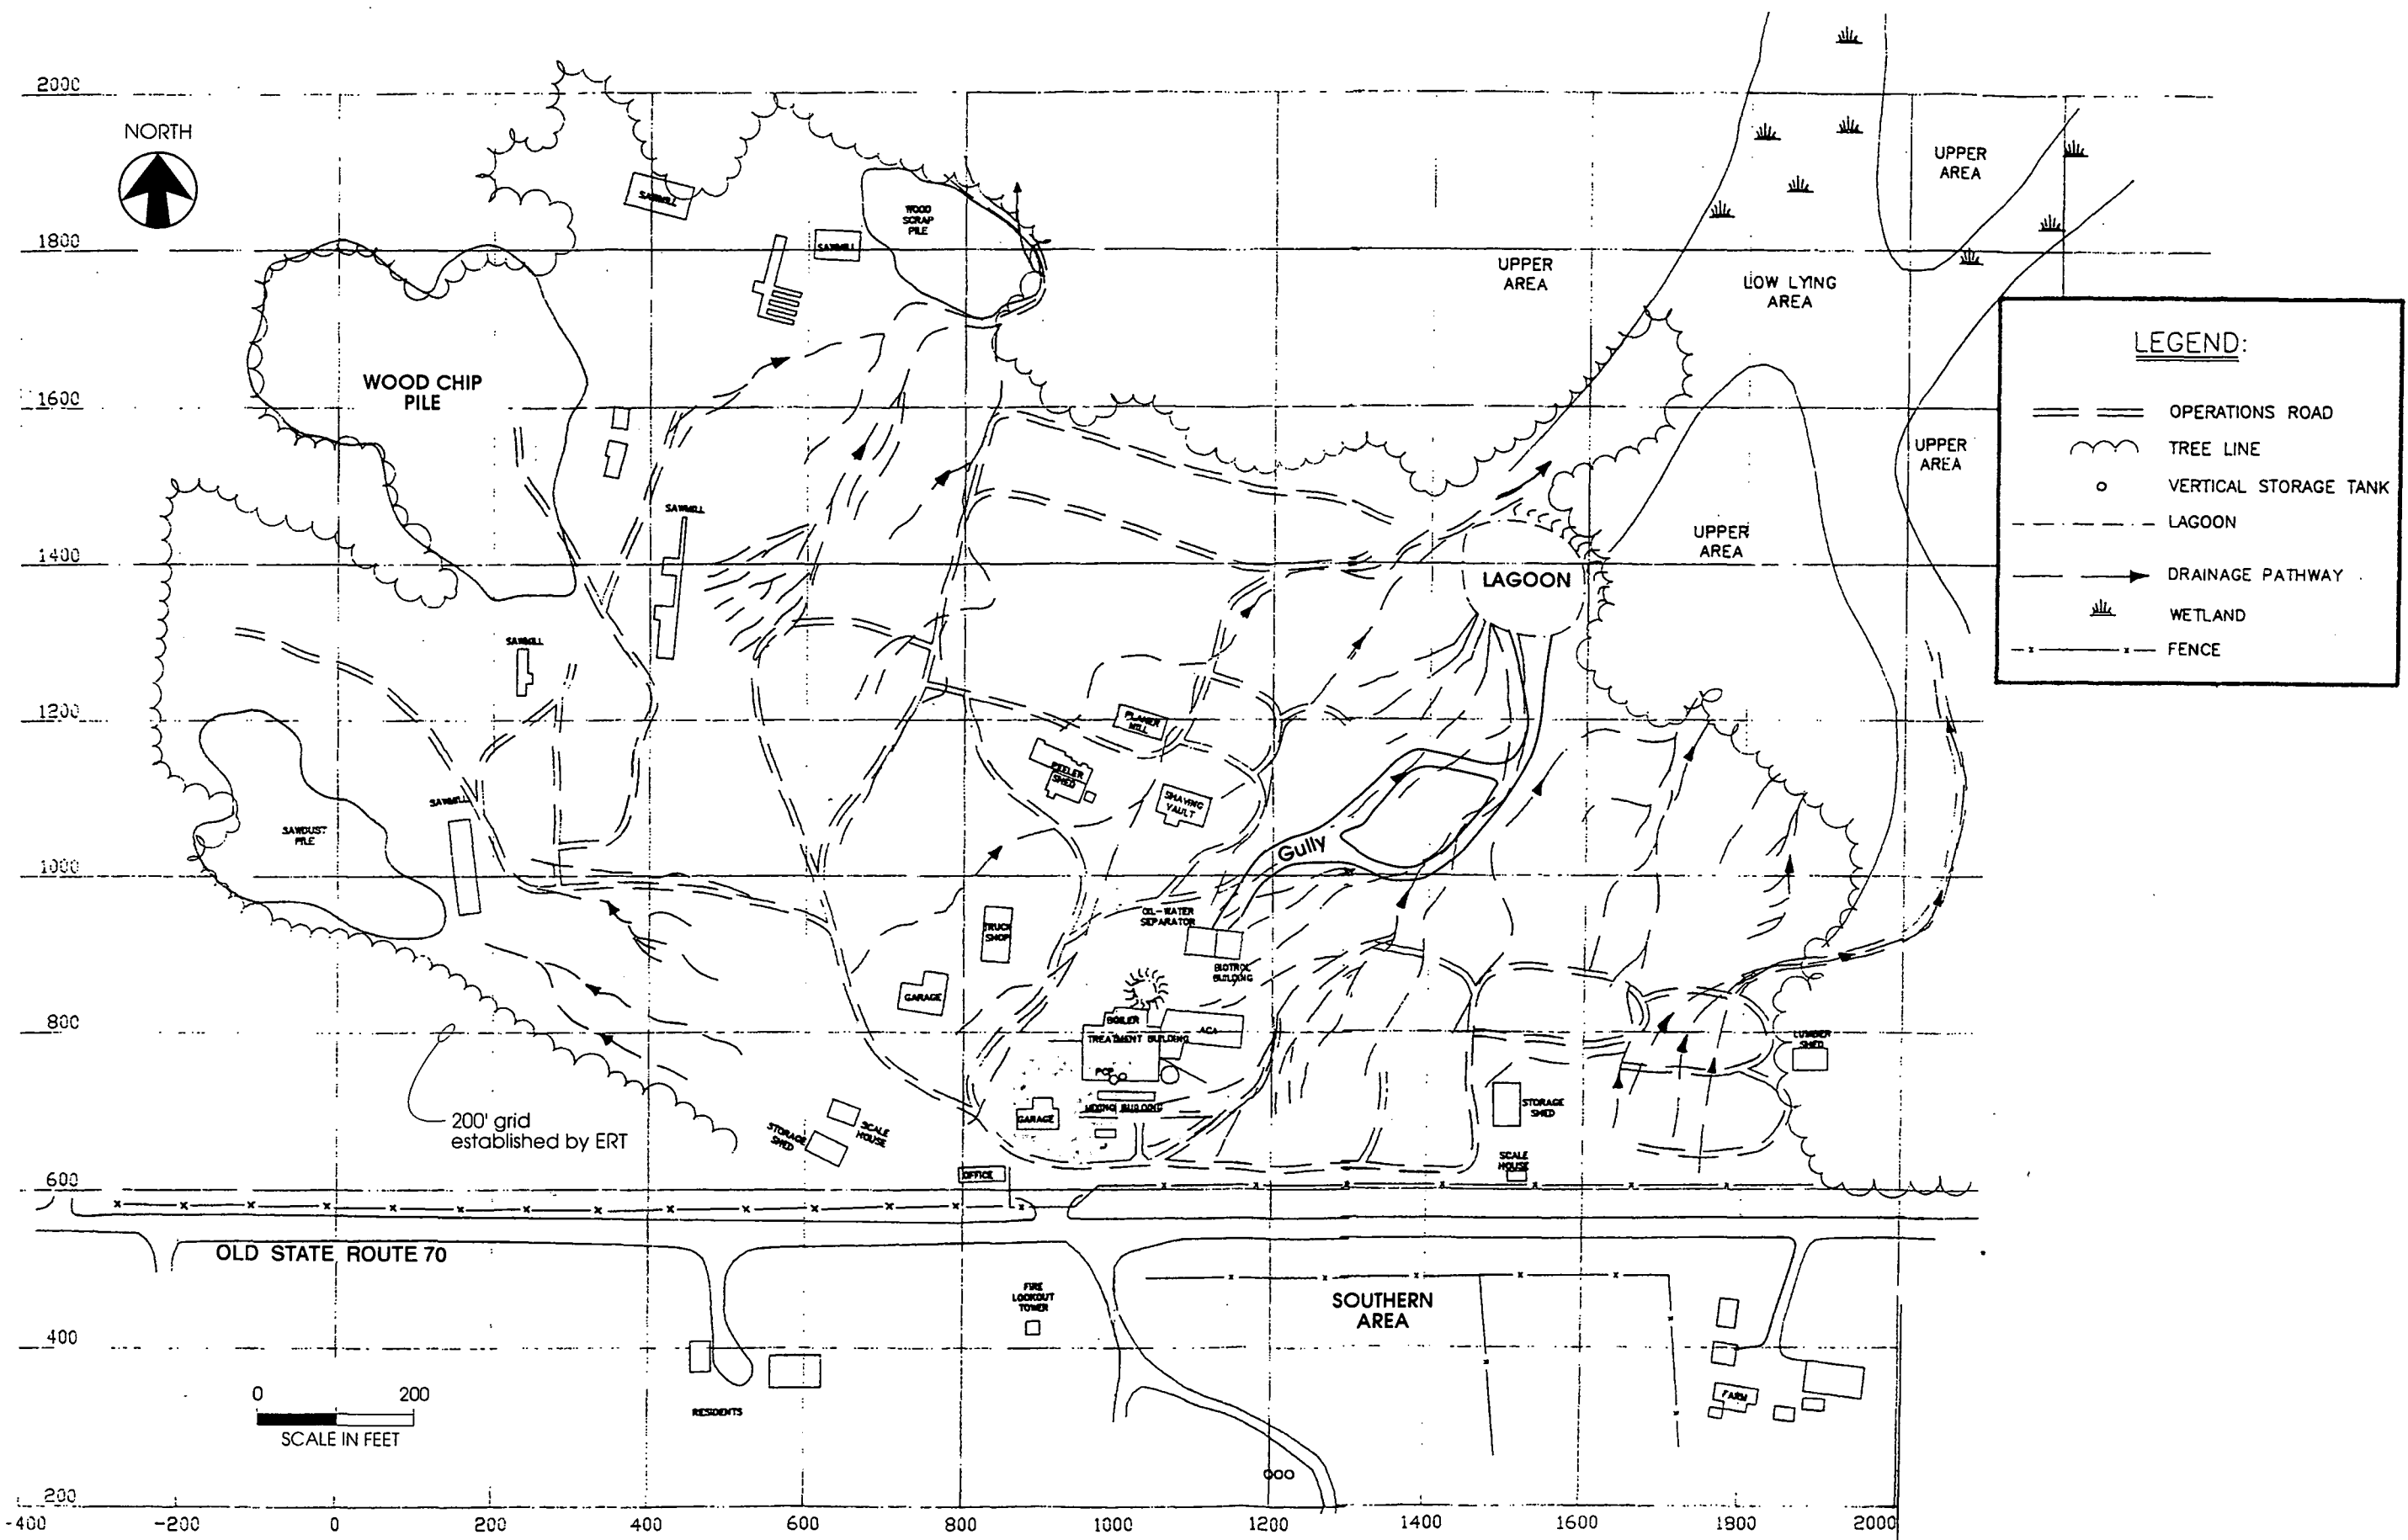 2000
NORTH
SAWMILL
WOOD
SCRAP
PILE
UPPER
AREA
1800
SAWMILL
UPPER
AREA
LOW LYING
AREA
LEGEND:
OPERATIONS ROAD
TREE LINE
VERTICAL STORAGE TANK
LAGOON
DRAINAGE PATHWAY
WETLAND
FENCE
WOOD CHIP
PILE
1600
UPPER
AREA
SAWMILL
UPPER
AREA
1400
LAGOON
SAWMILL
1200
PLANER
MILL
PEELER
SHED
SHAVING
VAULT
SAWMILL
SAWDUST
PILE
Gully
1000
OIL-WATER
SEPARATOR
TRUCK
SHOP
BIOTROL
BUILDING
GARAGE
800
BOILER
ACA
TREATMENT BUILDING
LUMBER
SHED
PCP
200' grid
established by ERT
STORAGE
SHED
SCALE
HOUSE
GARAGE
MIXING BUILDING
STORAGE
SHED
SCALE
HOUSE
OFFICE
600
OLD STATE ROUTE 70
FIRE
LOOKOUT
TOWER
SOUTHERN
AREA
400
0 200
SCALE IN FEET
RESIDENTS
FARM
200
-400 -200 0 200 400 600 800 1000 1200 1400 1600 1800 2000